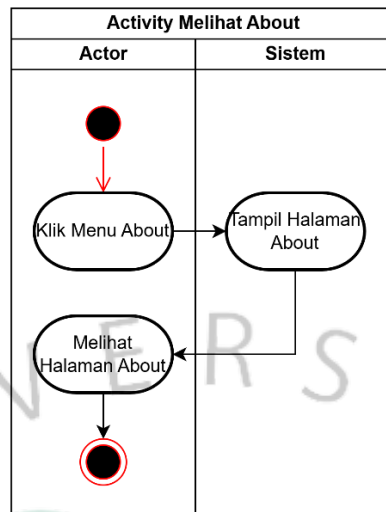 Activity Melihat About
Actor
Sistem
Klik Menu About
Tampil Halaman
About
Melihat
Halaman About
V E R S